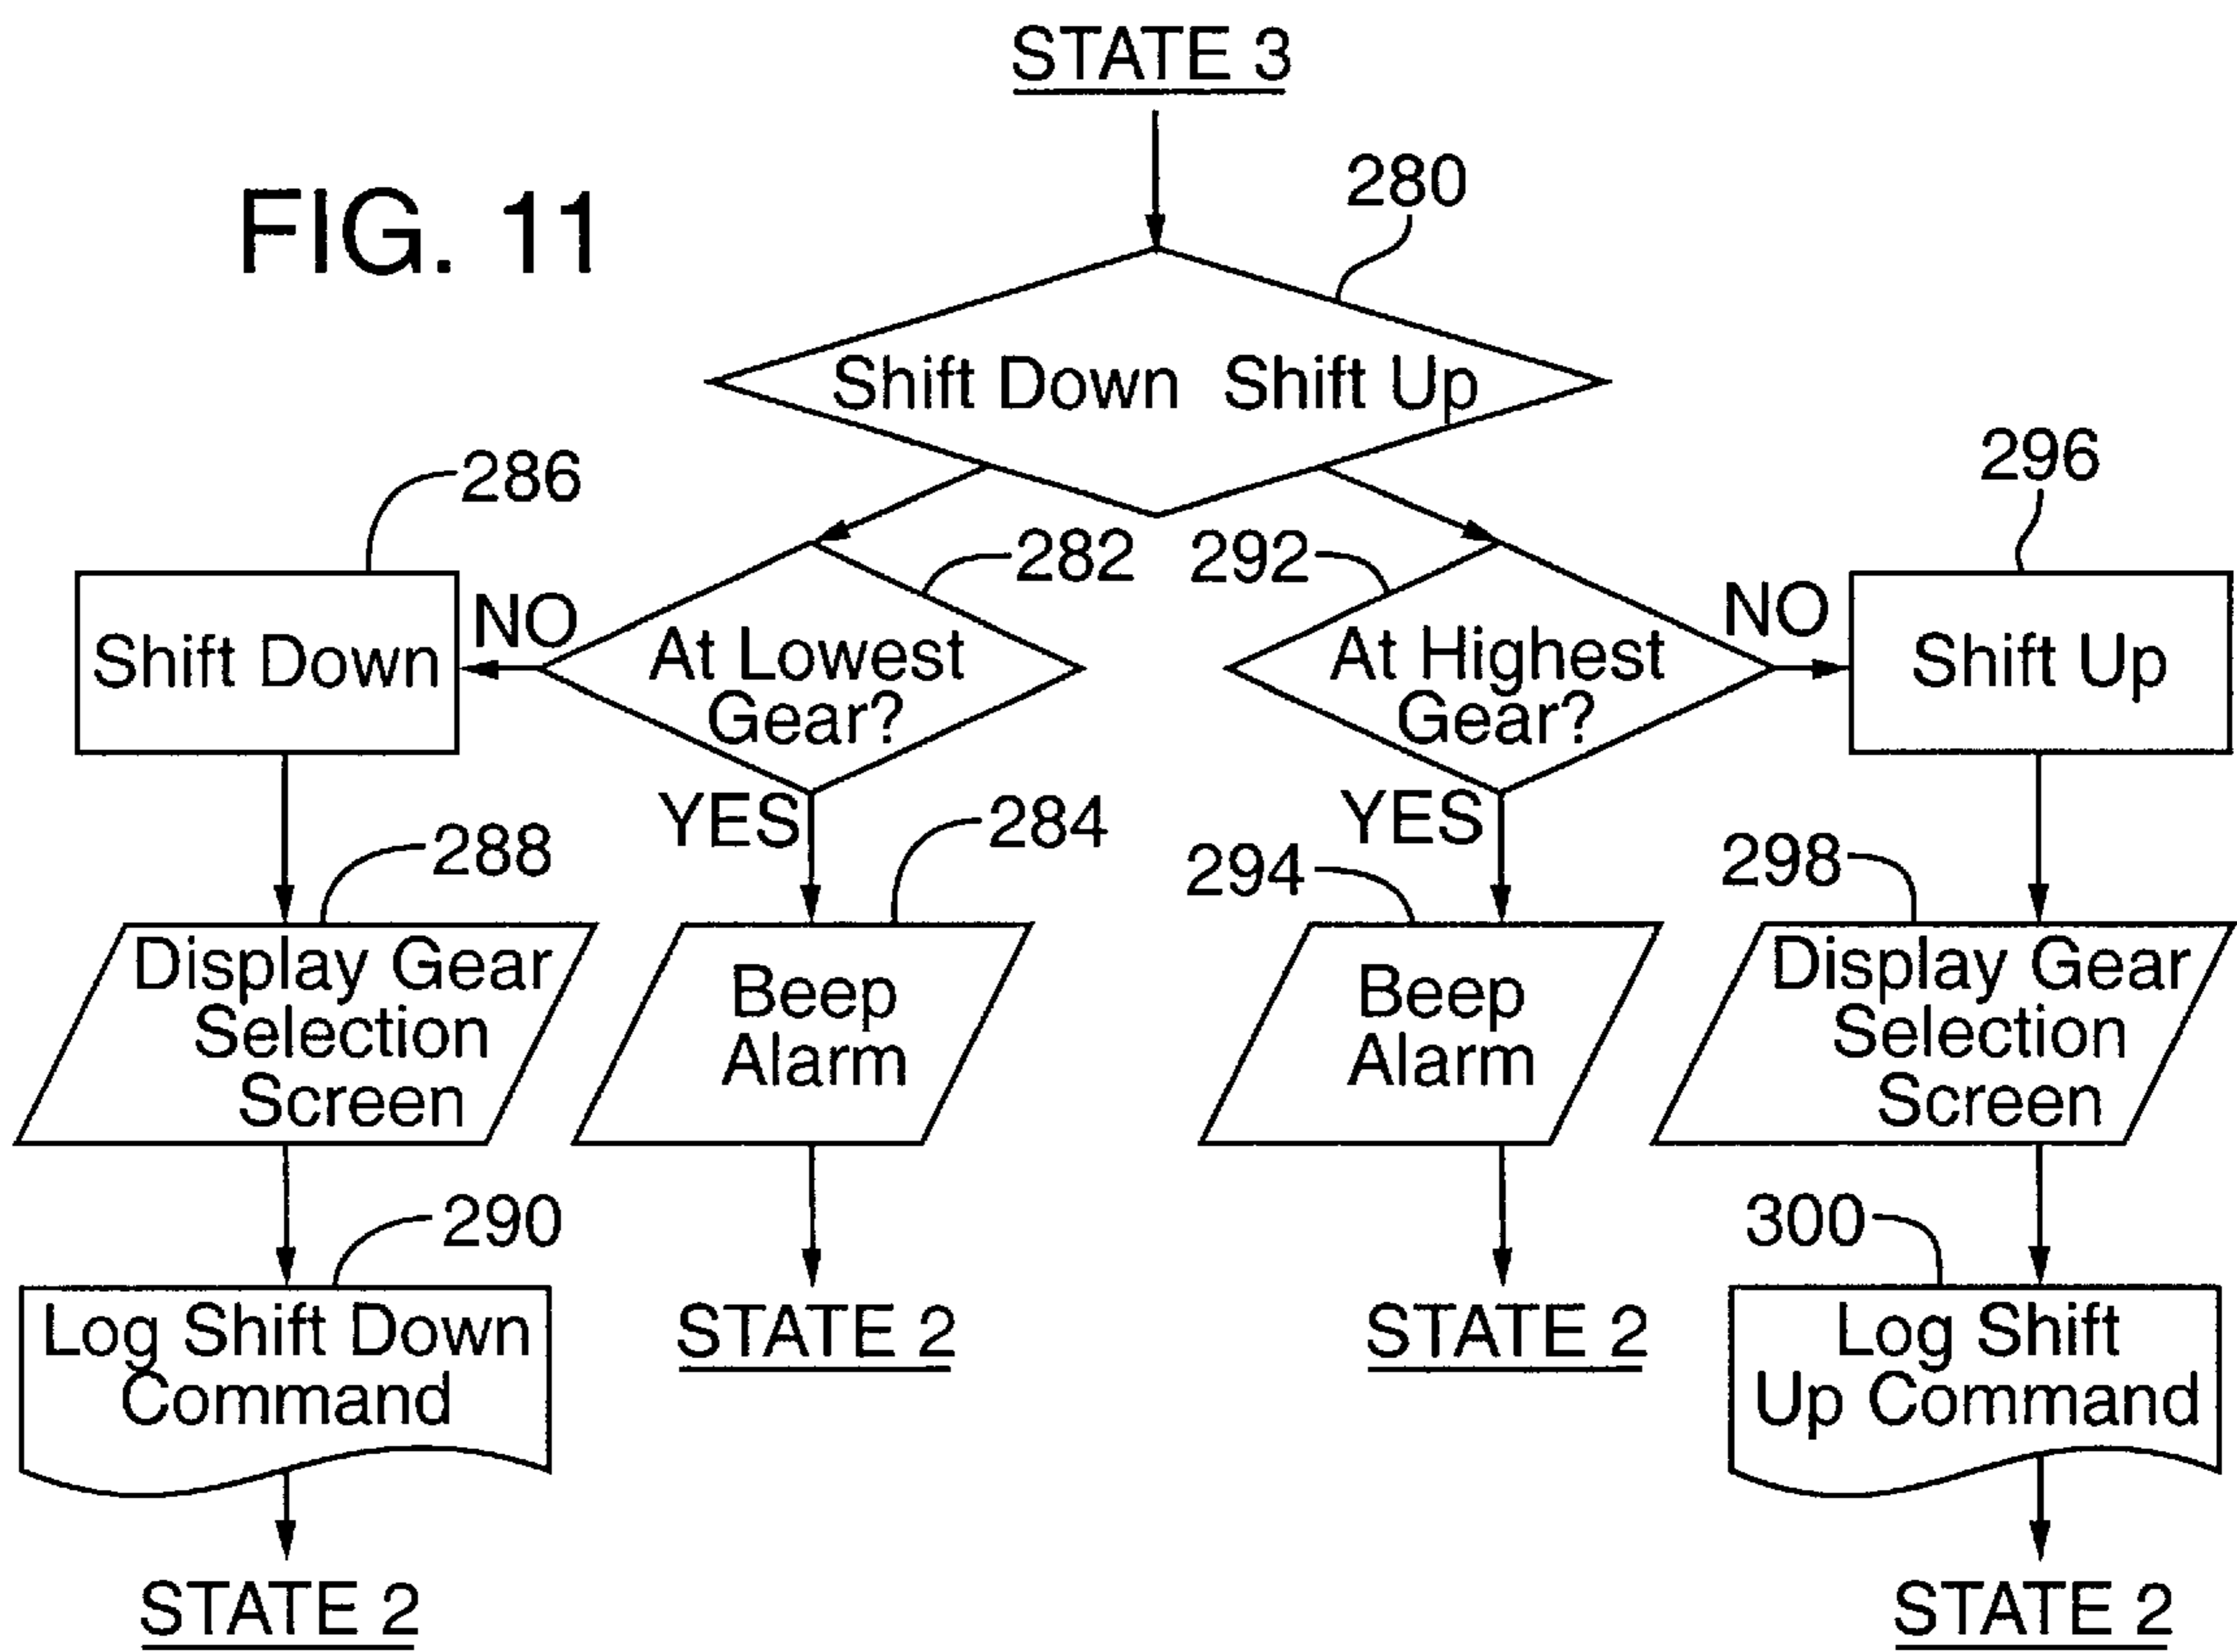 STATE 3
FIG. 11
280
Shift Down Shift Up
286
296
282
292
NO
NO
Shift Down
At Lowest
Gear?
At Highest
Gear?
Shift Up
YES
YES
288
284
294
298
Display Gear
Selection
Screen
Beep
Alarm
Beep
Alarm
Display Gear
Selection
Screen
290
300
Log Shift Down
Command
STATE 2
STATE 2
Log Shift
Up Command
STATE 2
STATE 2